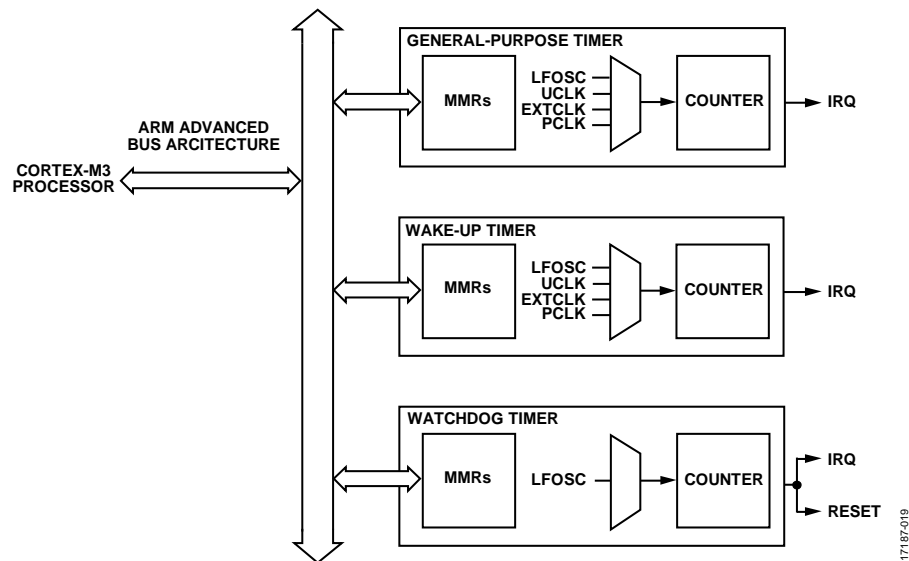 GENERAL-PURPOSE TIMER
MMRs
LFOSC
UCLK
EXTCLK
PCLK
COUNTER
IRQ
ARM ADVANCED
BUS ARCITECTURE
CORTEX-M3
PROCESSOR
WAKE-UP TIMER
MMRs
LFOSC
UCLK
EXTCLK
PCLK
COUNTER
IRQ
WATCHDOG TIMER
MMRs
LFOSC
COUNTER
IRQ
RESET
17187-019